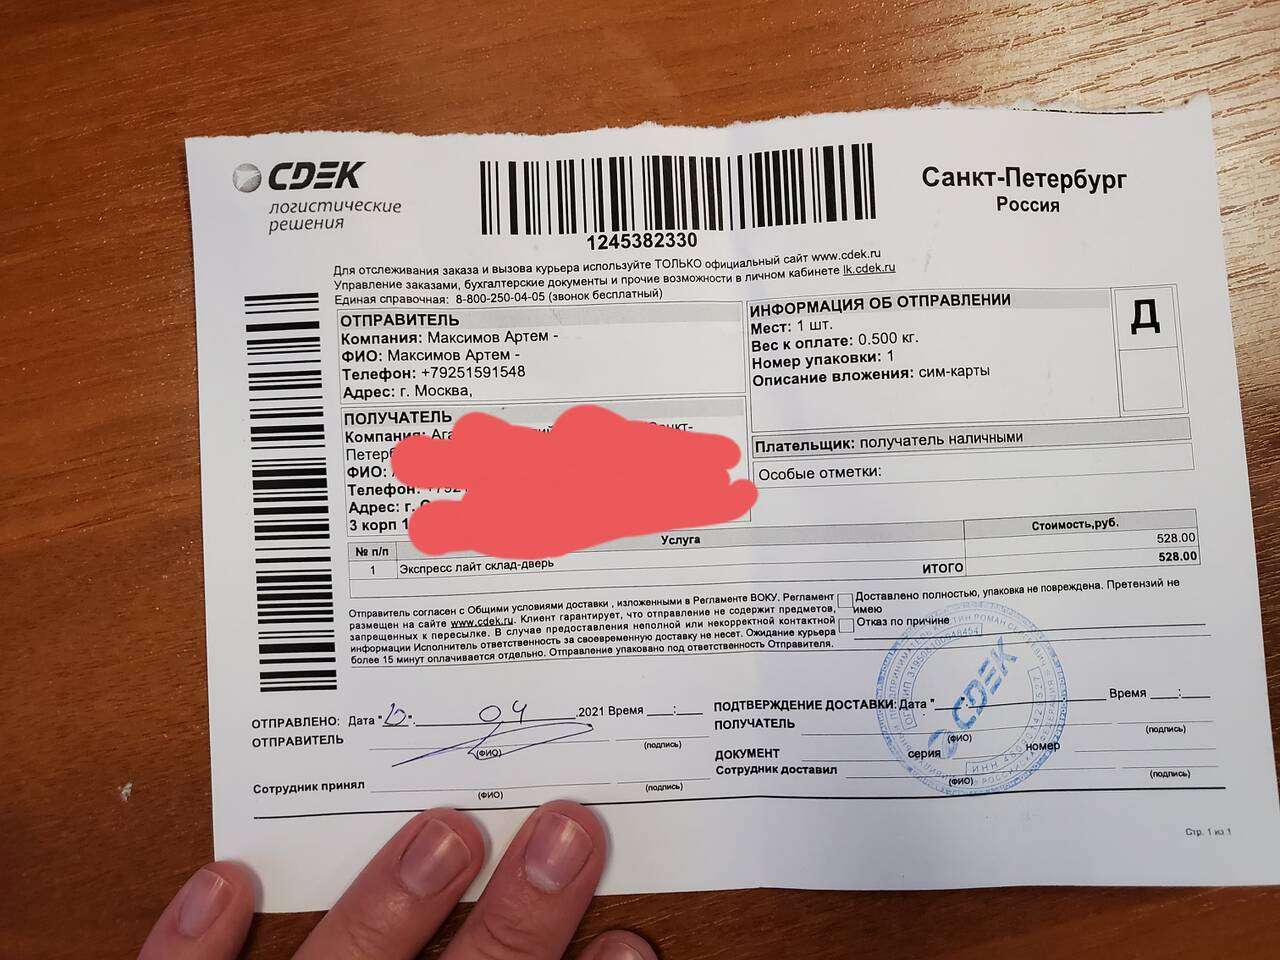 CDEK
логистические
решения
1245382330
Санкт-Петербург
Россия
Для отслеживания заказа и вызова курьера используйте ТОЛЬКО официальный сайт www.cdek.ru
Управление заказами, бухгалтерские документы и прочие возможности в личном кабинете lk.cdek.ru
Единая справочная: 8-800-250-04-05 (звонок бесплатный)
ОТПРАВИТЕЛЬ
Компания: Максимов Артем -
ФИО: Максимов Артем -
Телефон: +79251591548
Адрес: г. Москва,
ИНФОРМАЦИЯ ОБ ОТПРАВЛЕНИИ
Мест: 1 шт.
Вес к оплате: 0.500 кг.
Номер упаковки: 1
Описание вложения: сим-карты
Д
ПОЛУЧАТЕЛЬ
Компания:
ФИО:
Телефон:
Адрес: г.
3 корп 1
Плательщик: получатель наличными
Особые отметки:
№ п/п Услуга Стоимость,руб.
1 Экспресс лайт склад-дверь 528.00
ИТОГО 528.00
Отправитель согласен с Общими условиями доставки , изложенными в Регламенте ВОКУ. Регламент
размещен на сайте www.cdek.ru. Клиент гарантирует, что отправление не содержит предметов,
запрещенных к пересылке. В случае предоставления неполной или некорректной контактной
информации Исполнитель ответственность за своевременную доставку не несет. Ожидание курьера
более 15 минут оплачивается отдельно. Отправление упаковано под ответственность Отправителя.
Доставлено полностью, упаковка не повреждена. Претензий не
имею
Отказ по причине
ОТПРАВЛЕНО: Дата " " 04 .2021 Время :
ОТПРАВИТЕЛЬ
(ФИО) (подпись)
Сотрудник принял
(ФИО) (подпись)
ПОДТВЕРЖДЕНИЕ ДОСТАВКИ: Дата " Время :
ПОЛУЧАТЕЛЬ
(ФИО) (подпись)
ДОКУМЕНТ серия номер
Сотрудник доставил
(ФИО) (подпись)
CDEK
Стр. 1 из 1